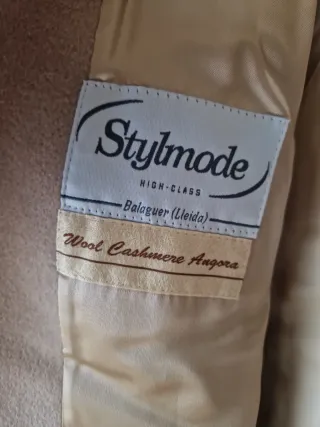 Stylmode
HIGH-CLASS
Balaguer (Lleida)
Wool Cashmere Angora